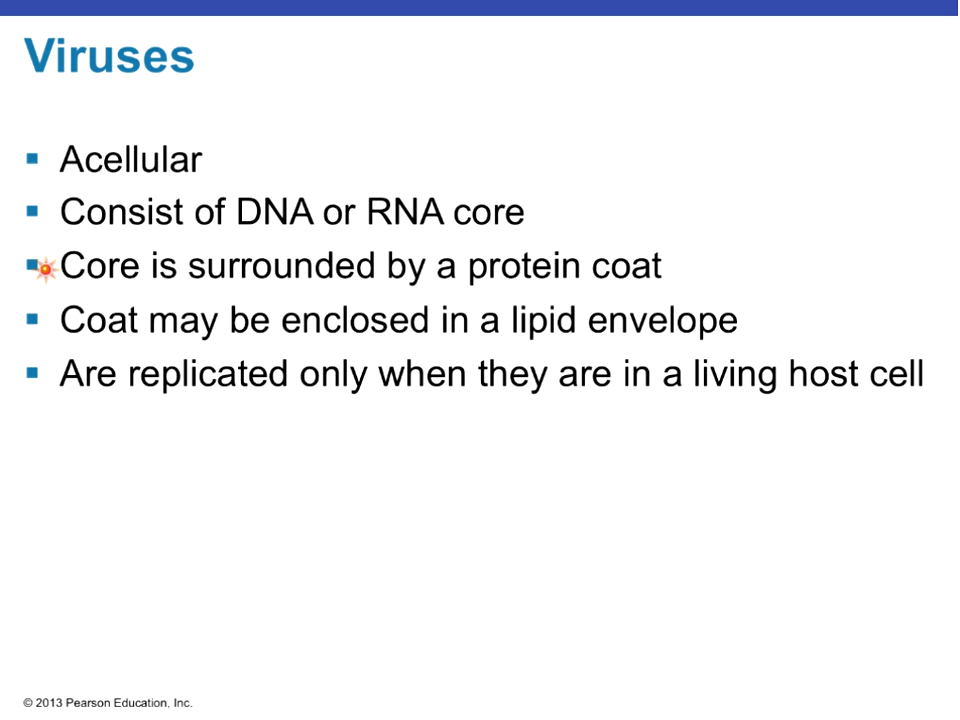 Viruses
Acellular
Consist of DNA or RNA core
Core is surrounded by a protein coat
Coat may be enclosed in a lipid envelope
Are replicated only when they are in a living host cell
© 2013 Pearson Education, Inc.